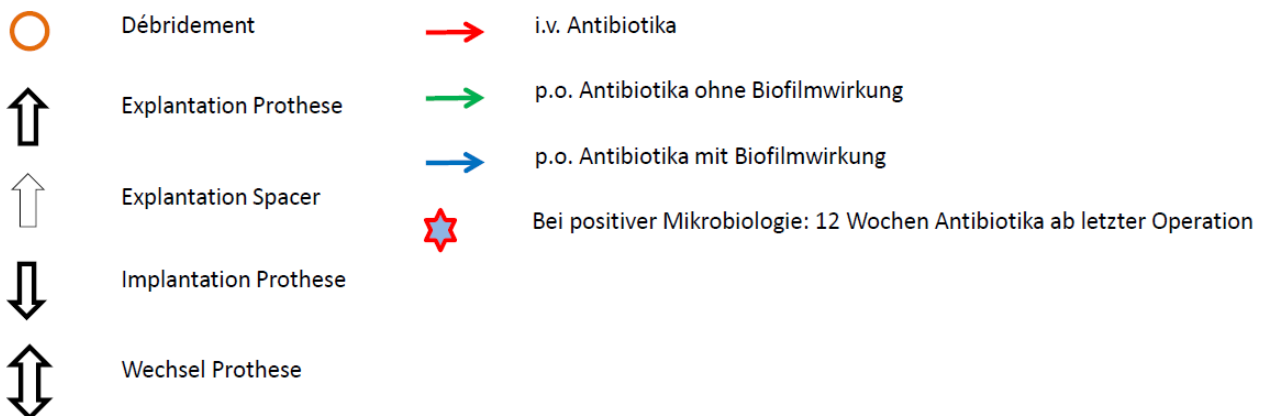 Débridement
Explantation Prothese
Explantation Spacer
Implantation Prothese
Wechsel Prothese
i.v. Antibiotika
p.o. Antibiotika ohne Biofilmwirkung
p.o. Antibiotika mit Biofilmwirkung
Bei positiver Mikrobiologie: 12 Wochen Antibiotika ab letzter Operation